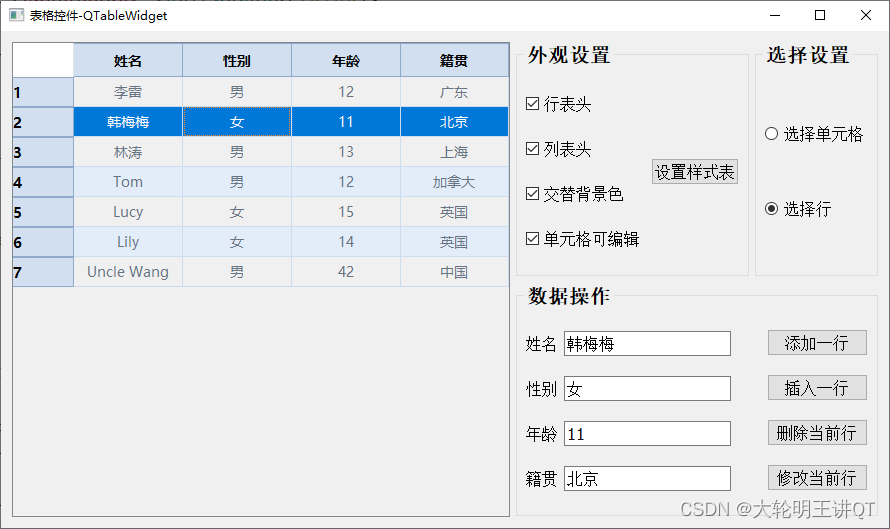 表格控件-QTableWidget
姓名 性别 年龄 籍贯
1 李雷 男 12 广东
2 韩梅梅 女 11 北京
3 林涛 男 13 上海
4 Tom 男 12 加拿大
5 Lucy 女 15 英国
6 Lily 女 14 英国
7 Uncle Wang 男 42 中国
外观设置
行表头
列表头
交替背景色
单元格可编辑
设置样式表
选择设置
选择单元格
选择行
数据操作
姓名 韩梅梅 添加一行
性别 女 插入一行
年龄 11 删除当前行
籍贯 北京 修改当前行
CSDN @大轮明王讲QT